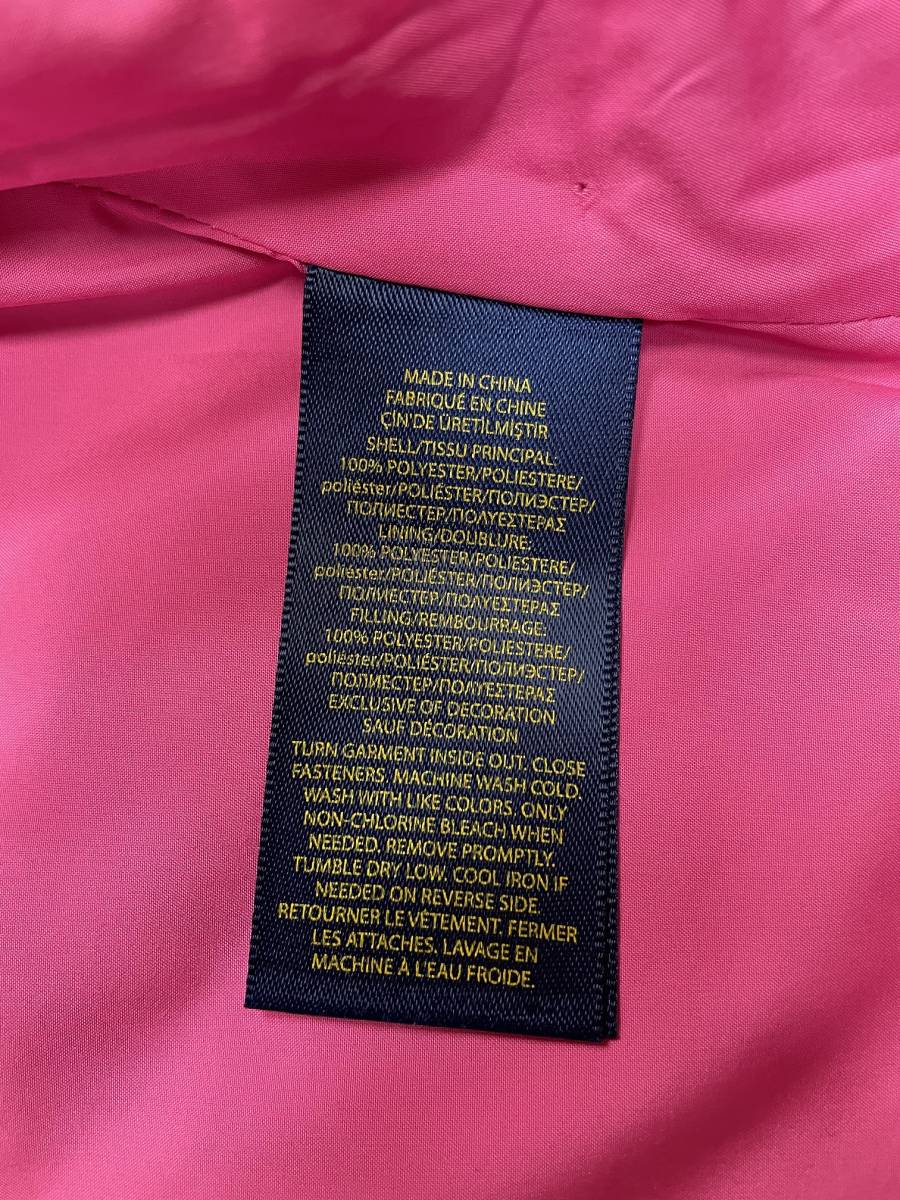 MADE IN CHINA
FABRIQUÉ EN CHINE
ÇİN'DE ÜRETİLMİŞTİR
SHELL/TISSU PRINCIPAL:
100% POLYESTER/POLIESTERE/
poliéster/POLIÉSTER/ПОЛИЭСТЕР/
ПОЛИЕСТЕР/ΠΟΛΥΕΣΤΕΡΑΣ
LINING/DOUBLURE:
100% POLYESTER/POLIESTERE/
poliéster/POLIÉSTER/ПОЛИЭСТЕР/
ПОЛИЕСТЕР/ΠΟΛΥΕΣΤΕΡΑΣ
FILLING/REMBOURRAGE:
100% POLYESTER/POLIESTERE/
poliéster/POLIÉSTER/ПОЛИЭСТЕР/
ПОЛИЕСТЕР/ΠΟΛΥΕΣΤΕΡΑΣ
EXCLUSIVE OF DECORATION
SAUF DÉCORATION
TURN GARMENT INSIDE OUT. CLOSE
FASTENERS. MACHINE WASH COLD.
WASH WITH LIKE COLORS. ONLY
NON-CHLORINE BLEACH WHEN
NEEDED. REMOVE PROMPTLY.
TUMBLE DRY LOW. COOL IRON IF
NEEDED ON REVERSE SIDE.
RETOURNER LE VÊTEMENT. FERMER
LES ATTACHES. LAVAGE EN
MACHINE À L'EAU FROIDE.